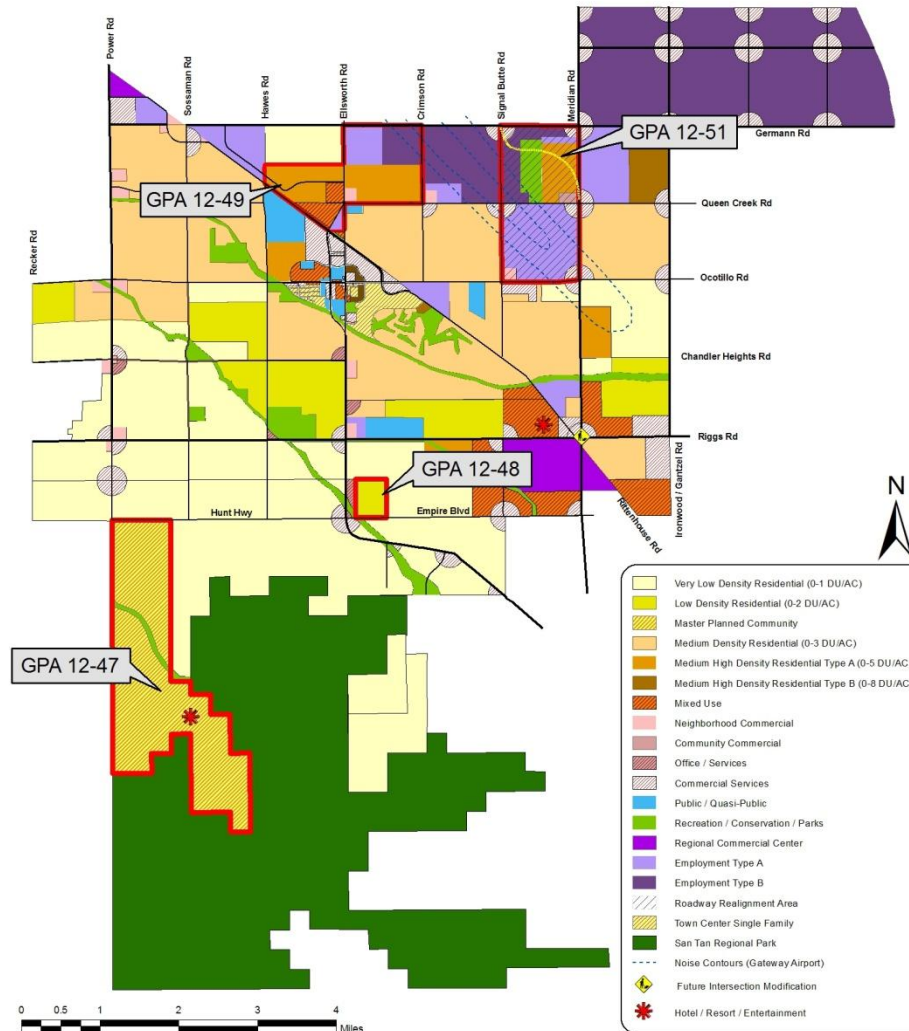 Power Rd
Sossaman Rd
Hawes Rd
Ellsworth Rd
Crimson Rd
Signal Butte Rd
Meridian Rd
GPA 12-51
Germann Rd
GPA 12-49
Queen Creek Rd
Recker Rd
Ocotillo Rd
Chandler Heights Rd
Riggs Rd
GPA 12-48
Hunt Hwy
Empire Blvd
Rittenhouse Rd
Ironwood / Gantzel Rd
N
GPA 12-47
Very Low Density Residential (0-1 DU/AC)
Low Density Residential (0-2 DU/AC)
Master Planned Community
Medium Density Residential (0-3 DU/AC)
Medium High Density Residential Type A (0-5 DU/AC)
Medium High Density Residential Type B (0-8 DU/AC)
Mixed Use
Neighborhood Commercial
Community Commercial
Office / Services
Commercial Services
Public / Quasi-Public
Recreation / Conservation / Parks
Regional Commercial Center
Employment Type A
Employment Type B
Roadway Realignment Area
Town Center Single Family
San Tan Regional Park
Noise Contours (Gateway Airport)
Future Intersection Modification
Hotel / Resort / Entertainment
0 0.5 1 2 3 4
Miles